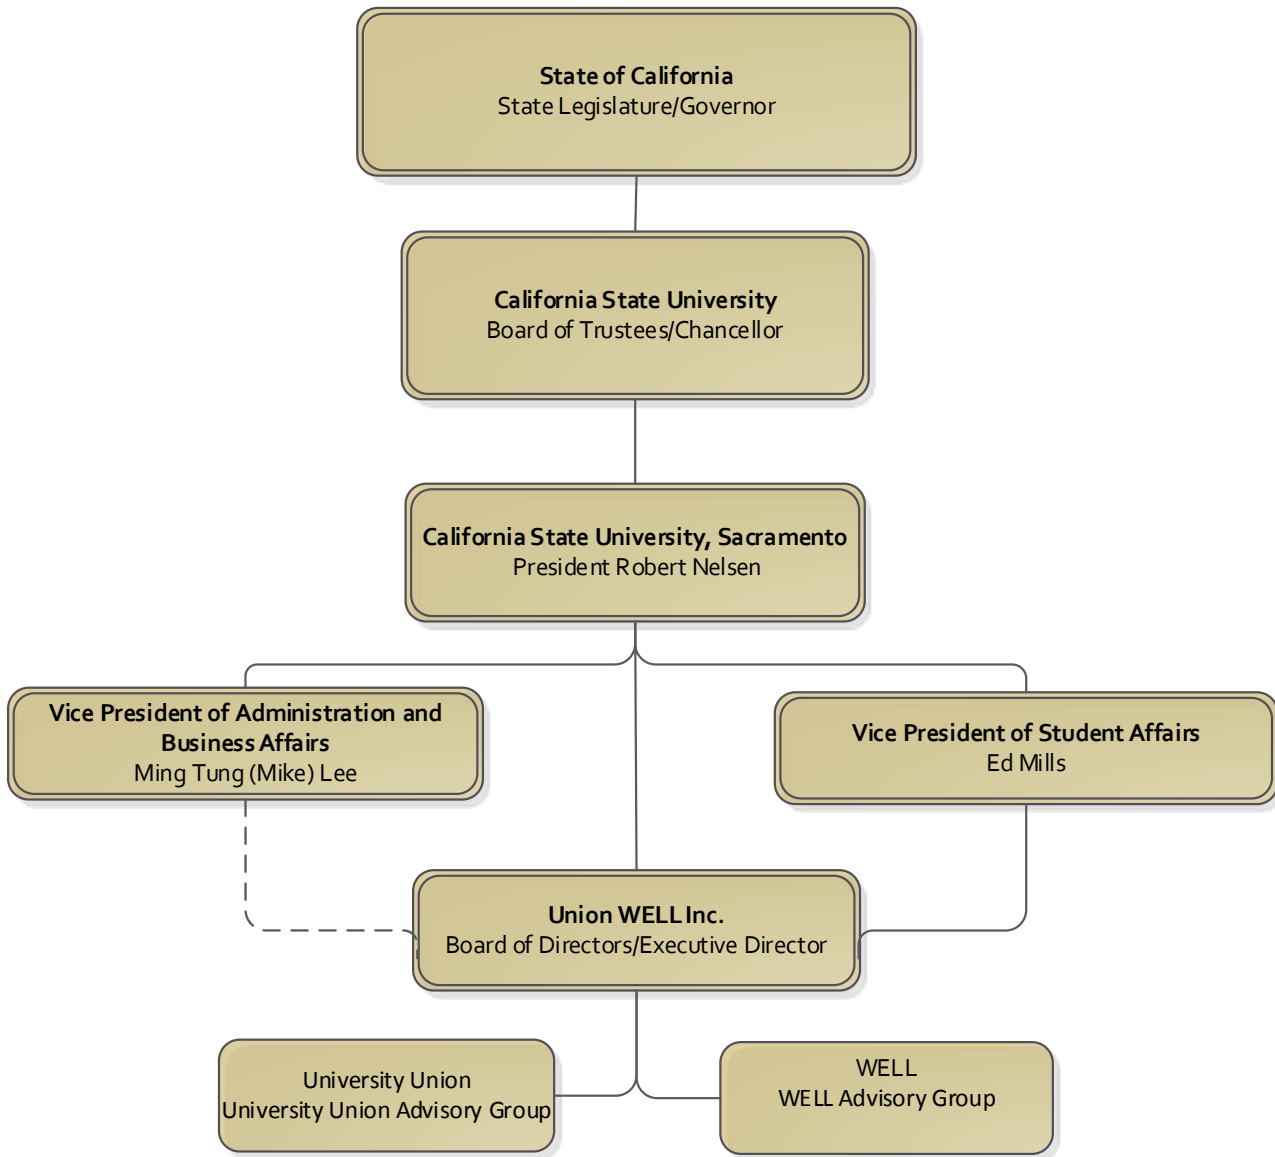 State of California
State Legislature/Governor
California State University
Board of Trustees/Chancellor
California State University, Sacramento
President Robert Nelsen
Vice President of Administration and
Business Affairs
Ming Tung (Mike) Lee
Vice President of Student Affairs
Ed Mills
Union WELL Inc.
Board of Directors/Executive Director
University Union
University Union Advisory Group
WELL
WELL Advisory Group